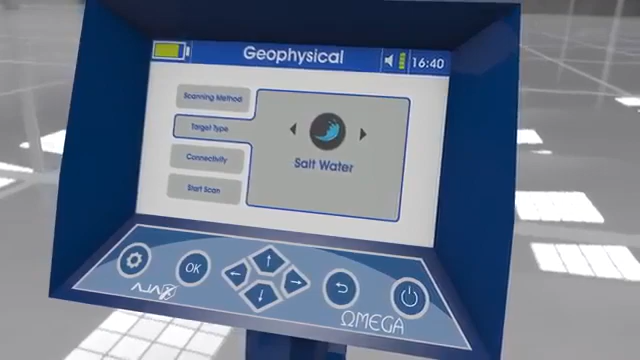 Geophysical
16:40
Scanning Method
Target Type
Connectivity
Start Scan
Salt Water
OK
AJAX
ΩMEGA